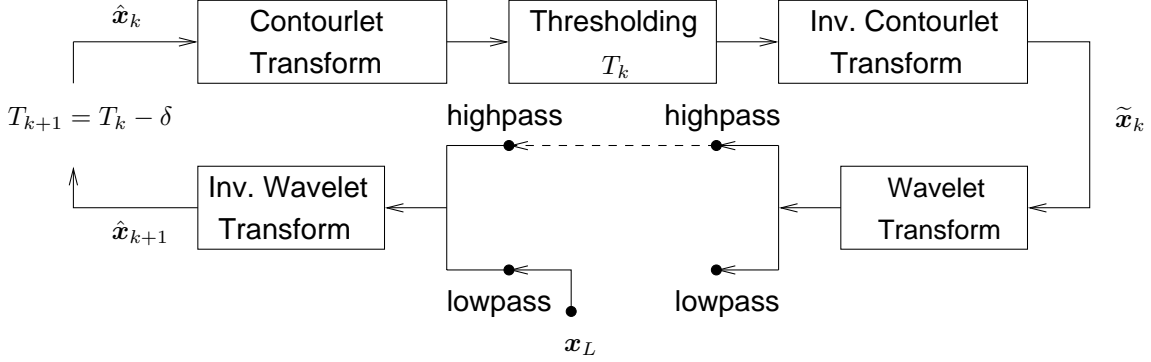 x̂_k
Contourlet
Transform
Thresholding
T_k
Inv. Contourlet
Transform
T_{k+1} = T_k − δ
x̃_k
highpass
highpass
Inv. Wavelet
Transform
Wavelet
Transform
x̂_{k+1}
lowpass
lowpass
x_L